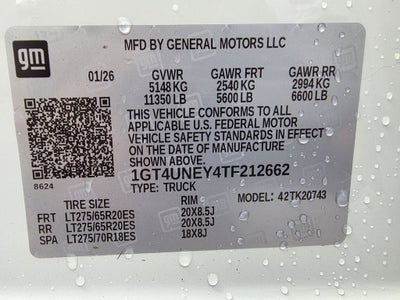 gm
MFD BY GENERAL MOTORS LLC
01/26 GVWR GAWR FRT GAWR RR
5148 KG 2540 KG 2994 KG
11350 LB 5600 LB 6600 LB
THIS VEHICLE CONFORMS TO ALL
APPLICABLE U.S. FEDERAL MOTOR
VEHICLE SAFETY STANDARDS IN EFFECT
ON THE DATE OF MANUFACTURE
SHOWN ABOVE.
8624 1GT4UNEY4TF212662
TYPE: TRUCK
TIRE SIZE RIM MODEL: 42TK20743
FRT LT275/65R20ES 20X8.5J
RR LT275/65R20ES 20X8.5J
SPA LT275/70R18ES 18X8J